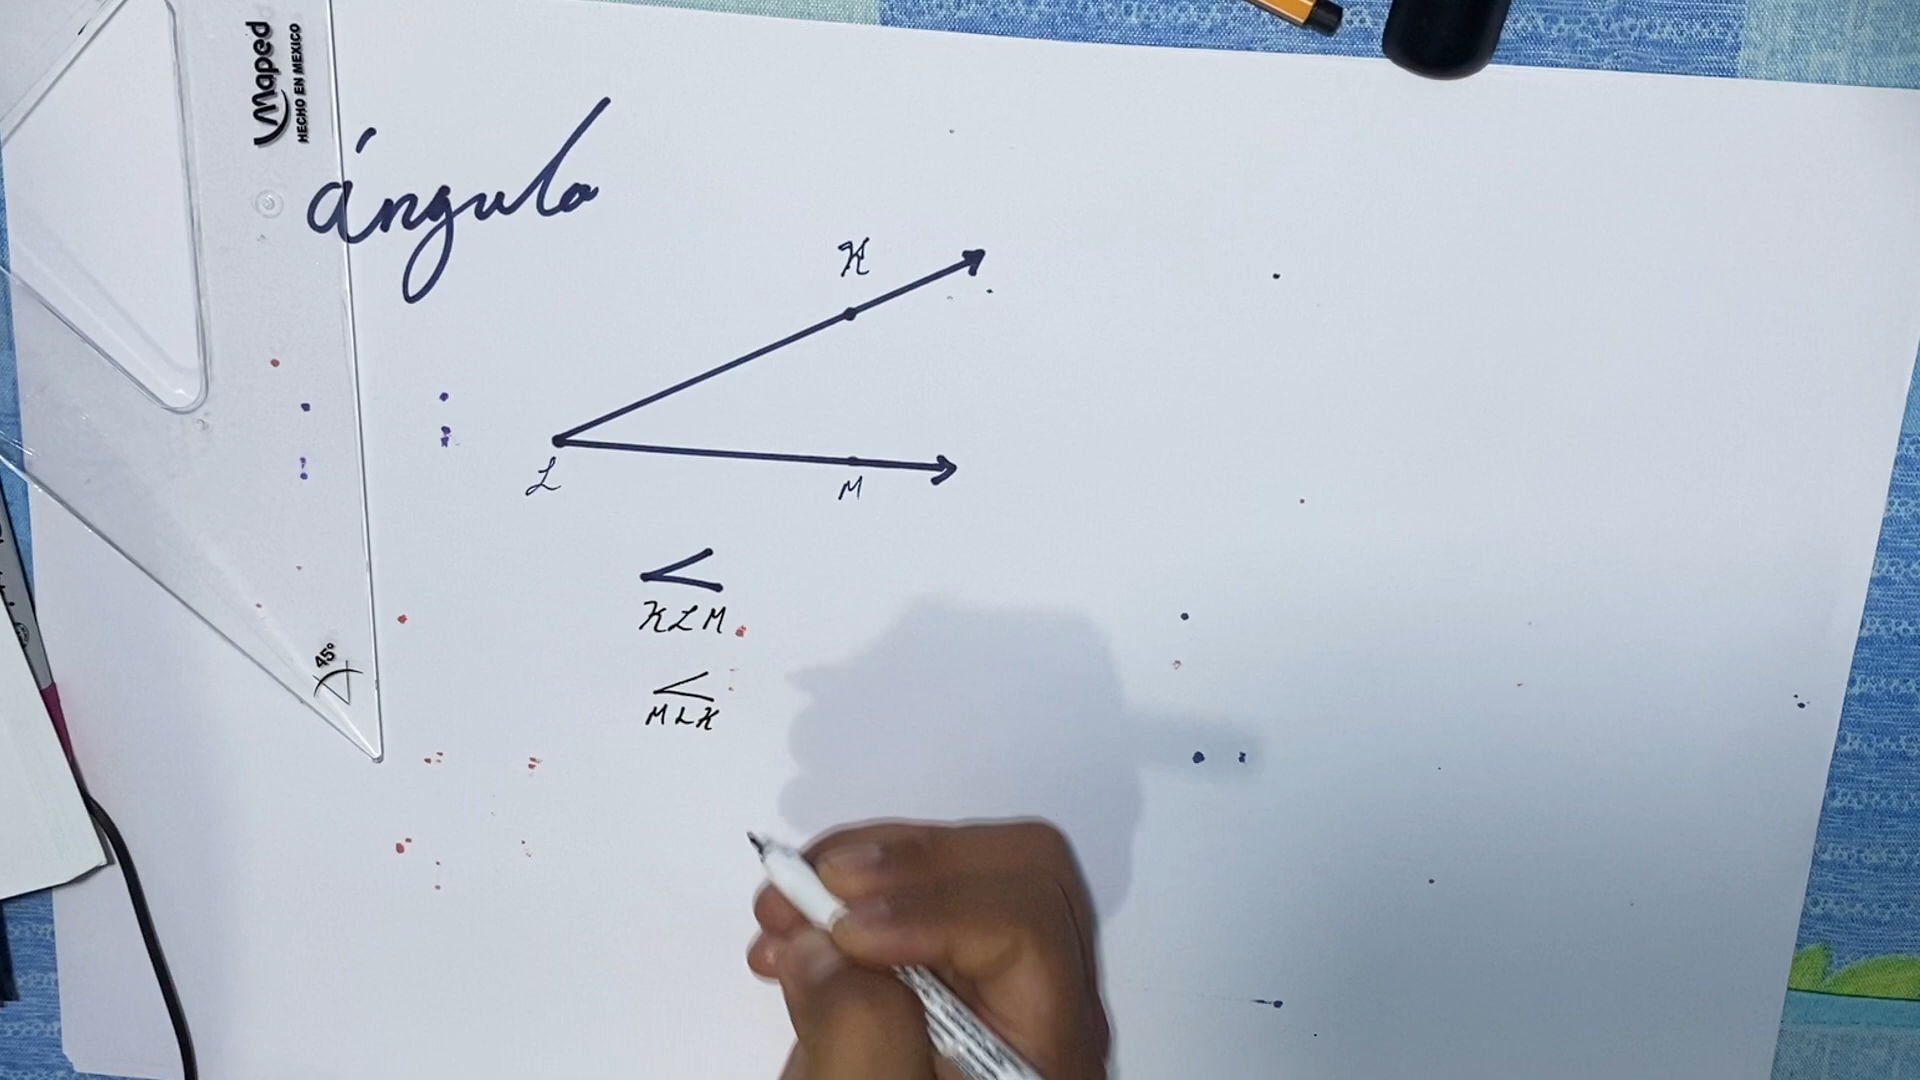 Maped
HECHO EN MEXICO
ángulo
K
L
M
<
KLM
<
MLK
45°